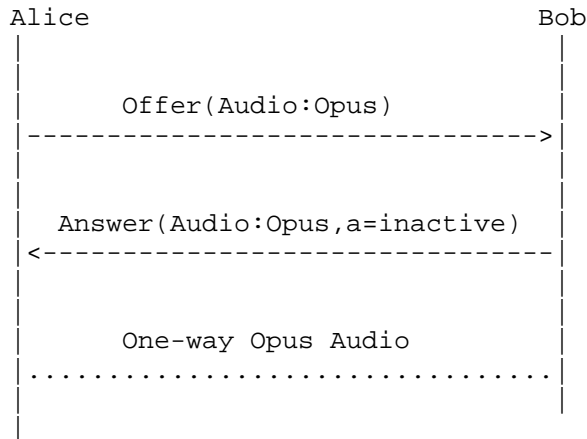 Alice Bob
Offer(Audio:Opus)
Answer(Audio:Opus,a=inactive)
One-way Opus Audio